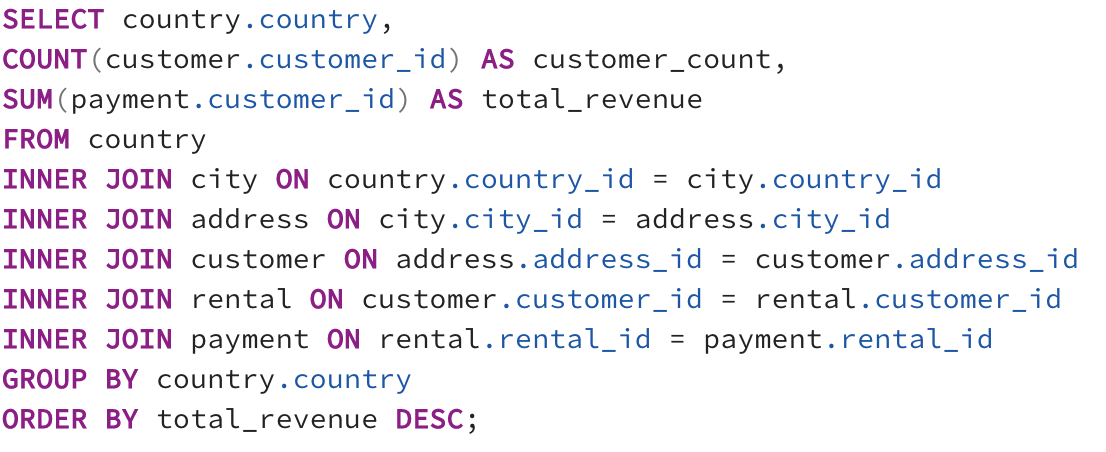 SELECT country.country,
COUNT(customer.customer_id) AS customer_count,
SUM(payment.customer_id) AS total_revenue
FROM country
INNER JOIN city ON country.country_id = city.country_id
INNER JOIN address ON city.city_id = address.city_id
INNER JOIN customer ON address.address_id = customer.address_id
INNER JOIN rental ON customer.customer_id = rental.customer_id
INNER JOIN payment ON rental.rental_id = payment.rental_id
GROUP BY country.country
ORDER BY total_revenue DESC;